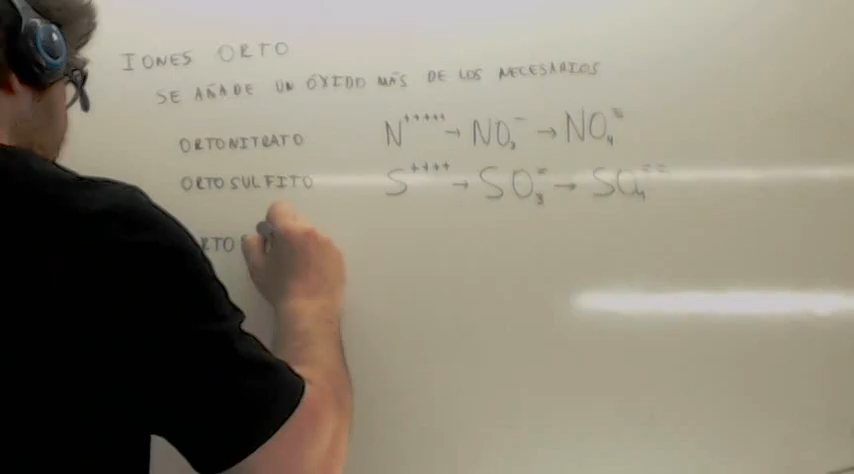 IONES ORTO
SE AÑADE UN ÓXIDO MÁS DE LOS NECESARIOS
ORTONITRATO N⁺⁺⁺⁺⁺ → NO₃⁻ → NO₄≡
ORTOSULFITO S⁺⁺⁺⁺ → SO₃⁼ → SO₄⁼⁼